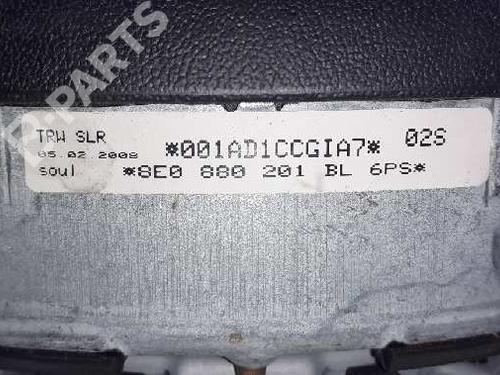 B-PARTS
TRW SLR *001AD1CCGIA7* 02S
05.02.2008
soul *8E0 880 201 BL 6PS*